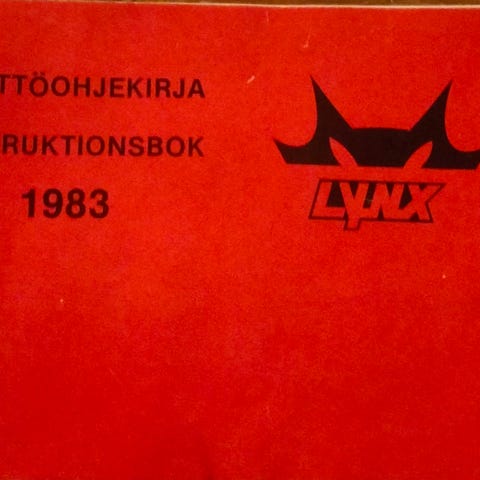 TTÖOHJEKIRJA
RUKTIONSBOK
1983
LYNX